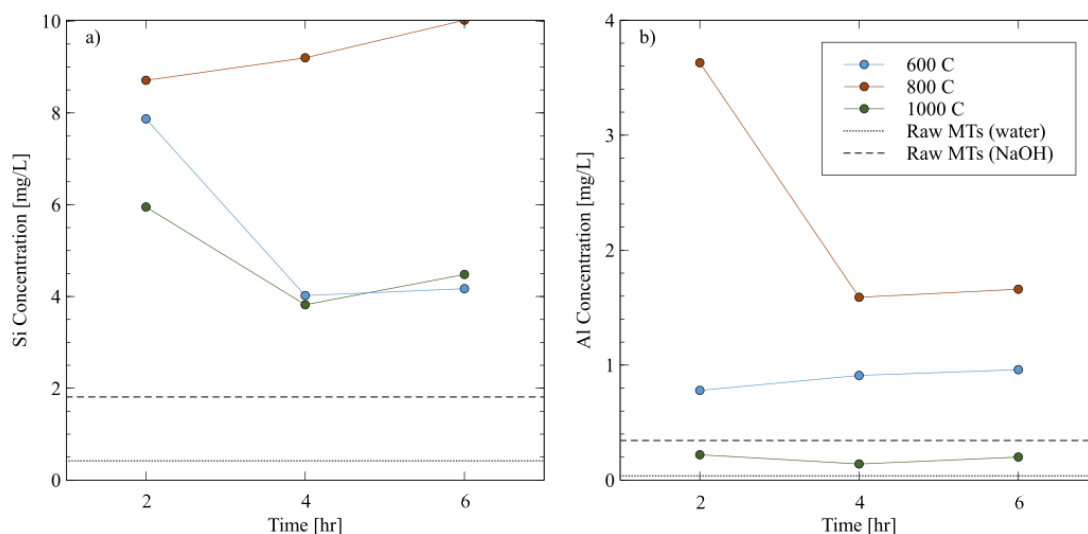 a)
10
8
6
4
2
0
Si Concentration [mg/L]
2
4
6
Time [hr]
b)
4
3
2
1
0
Al Concentration [mg/L]
2
4
6
Time [hr]
600 C
800 C
1000 C
Raw MTs (water)
Raw MTs (NaOH)